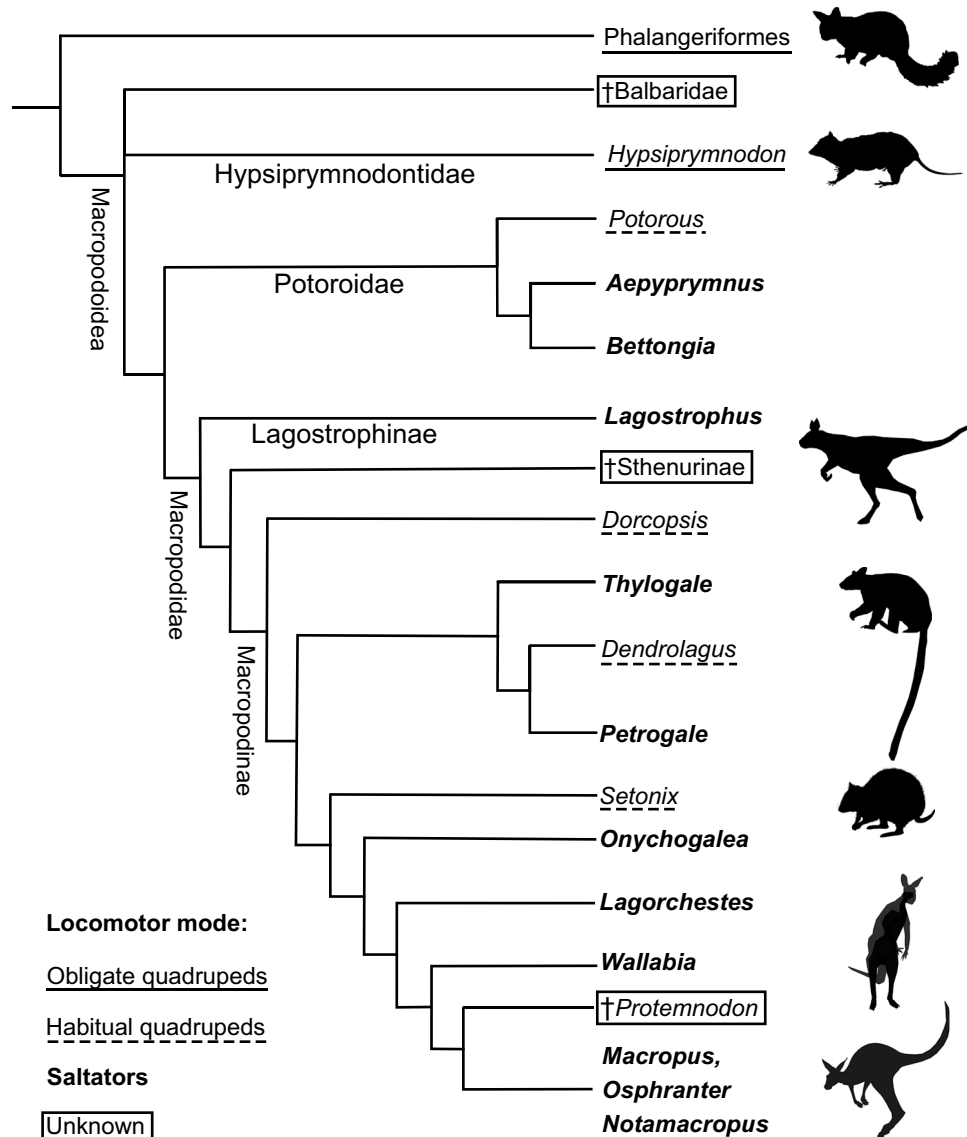 Phalangeriformes
†Balbaridae
Hypsiprymnodon
Hypsiprymnodontidae
Macropodoidea
Potorous
Potoroidae
Aepyprymnus
Bettongia
Lagostrophus
Lagostrophinae
†Sthenurinae
Macropodidae
Dorcopsis
Thylogale
Dendrolagus
Macropodinae
Petrogale
Setonix
Onychogalea
Lagorchestes
Wallabia
†Protemnodon
Macropus,
Osphranter
Notamacropus
Locomotor mode:
Obligate quadrupeds
Habitual quadrupeds
Saltators
Unknown